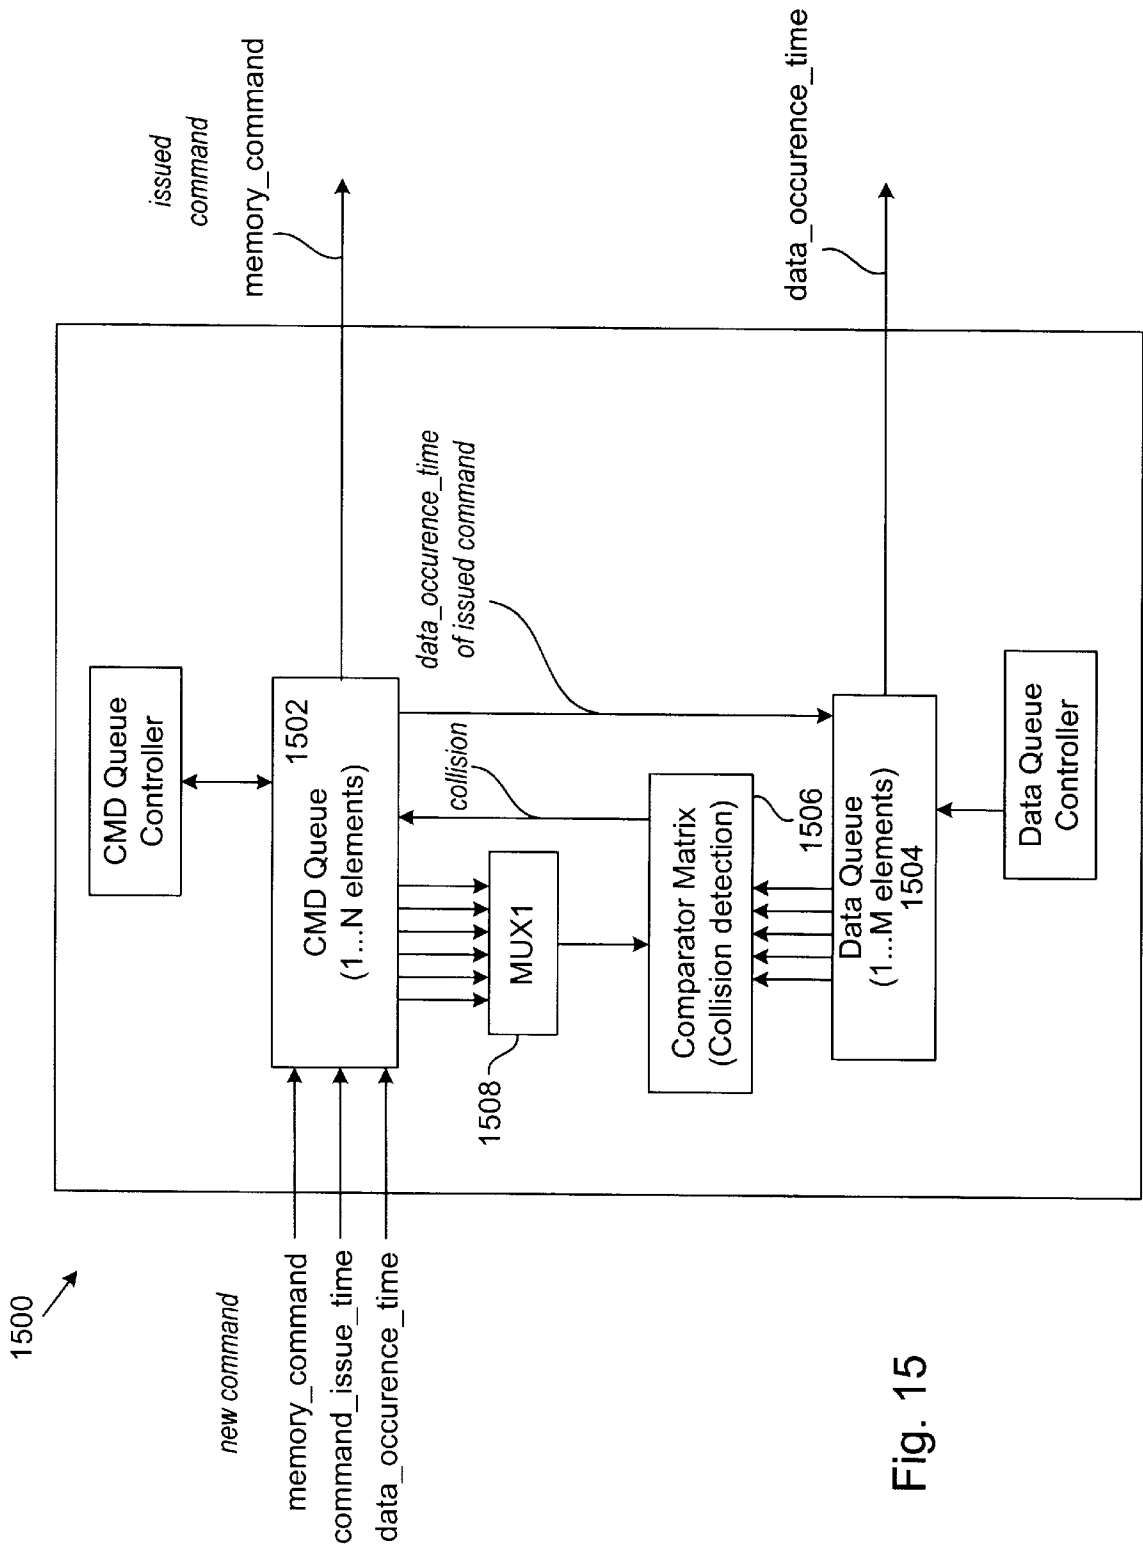 1500
new command
memory_command
command_issue_time
data_occurence_time
CMD Queue
Controller
1502
CMD Queue
(1...N elements)
issued
command
memory_command
1508
MUX1
collision
data_occurence_time
of issued command
Comparator Matrix
(Collision detection)
1506
Data Queue
(1...M elements)
1504
data_occurence_time
Data Queue
Controller
Fig. 15